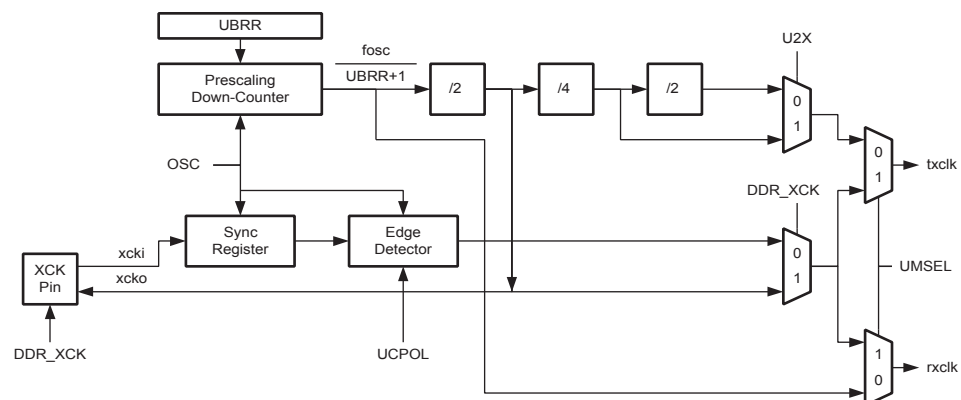 UBRR
Prescaling
Down-Counter
fosc
UBRR+1
/2
/4
/2
U2X
0
1
OSC
0
1
txclk
DDR_XCK
Sync
Register
Edge
Detector
0
1
xcki
xcko
XCK
Pin
UMSEL
DDR_XCK
UCPOL
1
0
rxclk